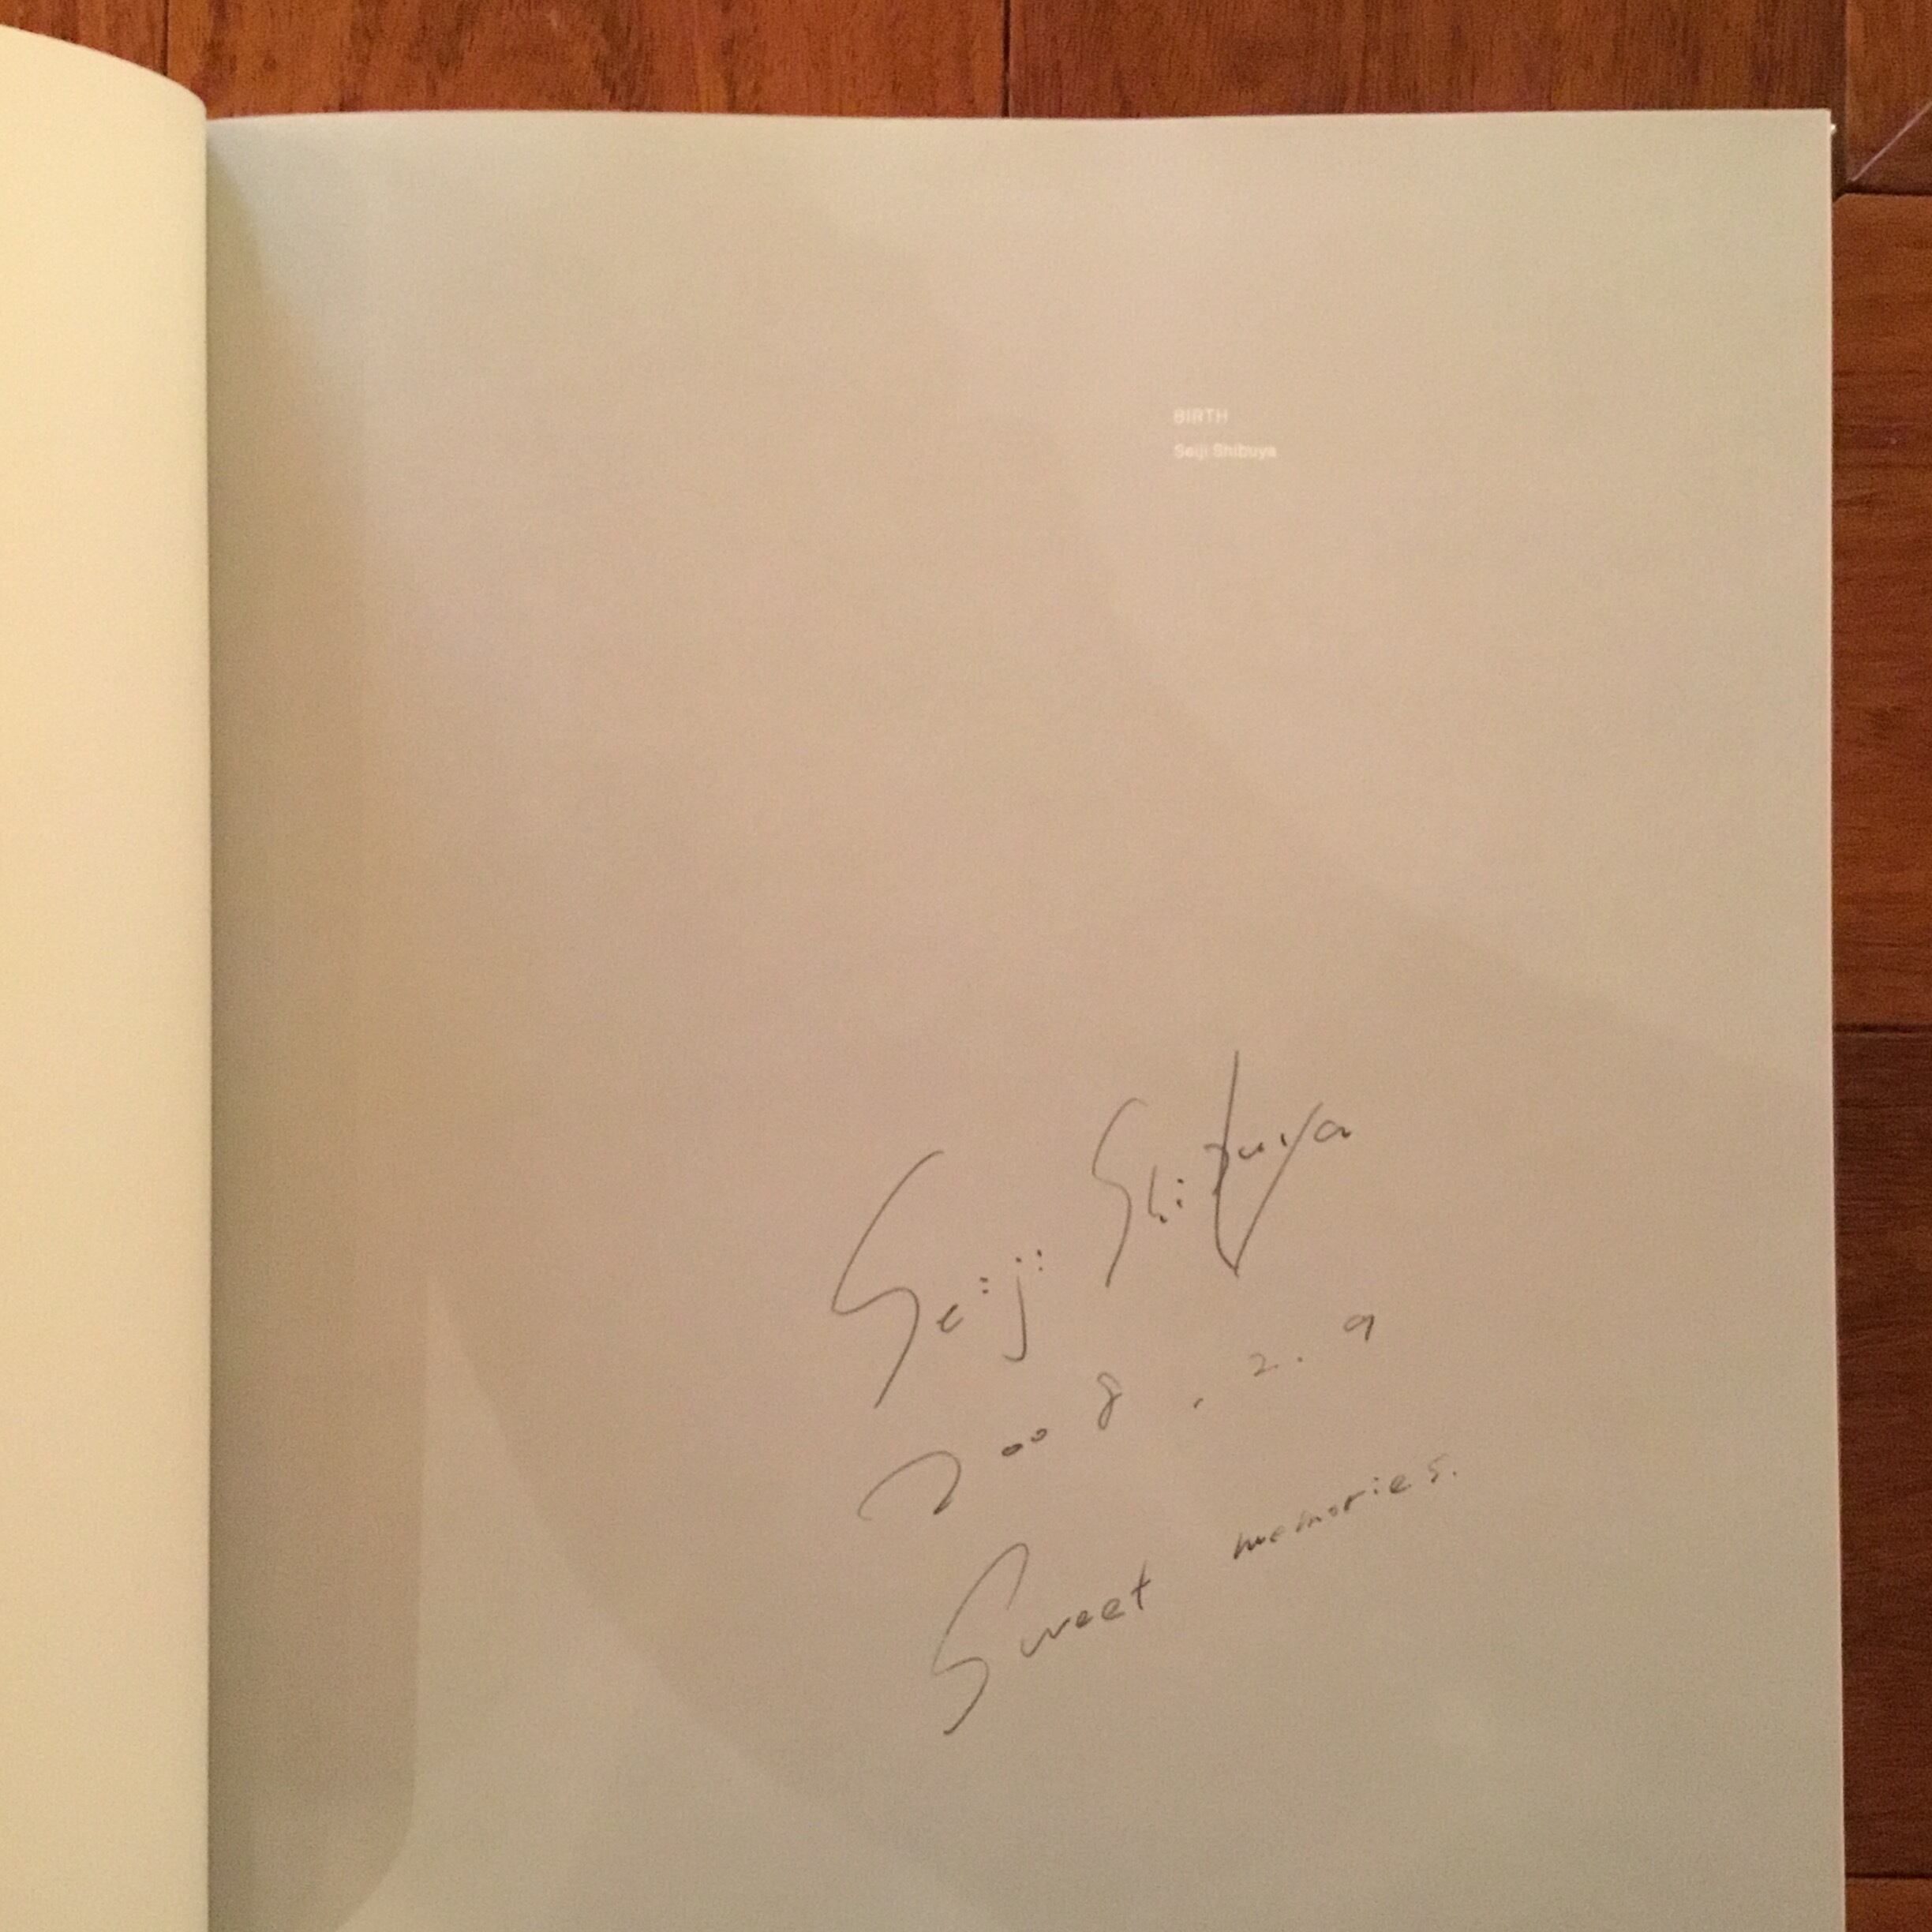 BIRTH
Seiji Shibuya
Seiji Shibuya
2008.2.9
Sweet memories.